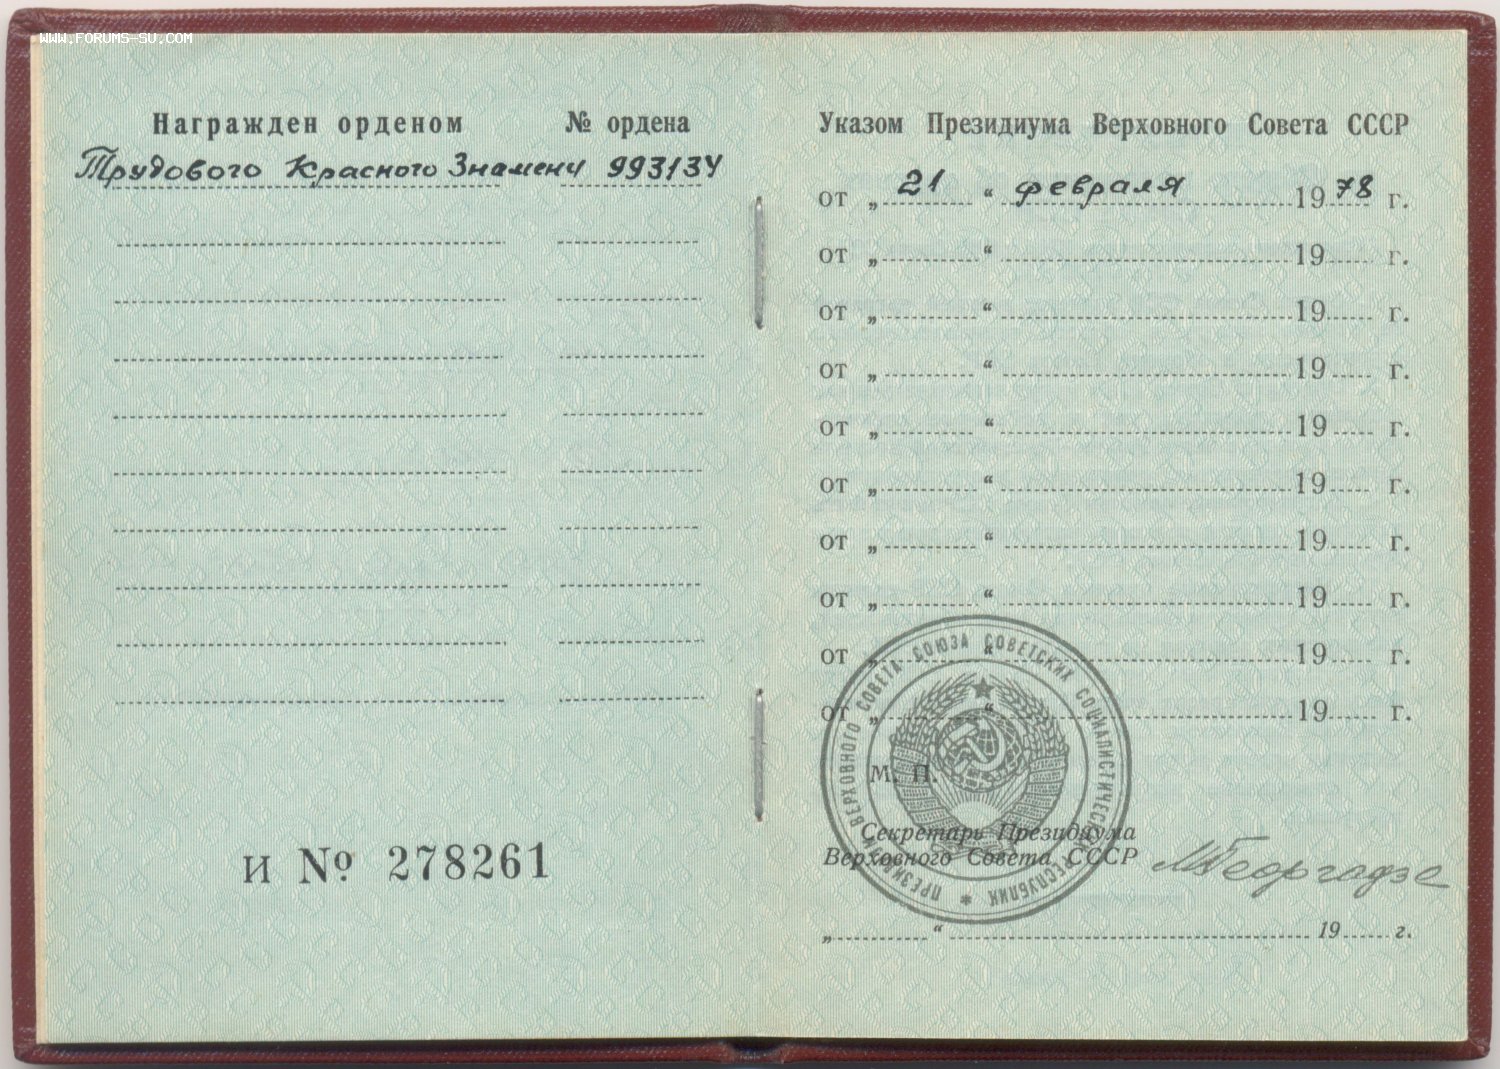 WWW.FORUMS-SU.COM
Награжден орденом № ордена
Трудового Красного Знамени 993134
И № 278261
Указом Президиума Верховного Совета СССР
от „ 21 “ февраля 1978 г.
от „ “ 19 г.
от „ “ 19 г.
от „ “ 19 г.
от „ “ 19 г.
от „ “ 19 г.
от „ “ 19 г.
от „ “ 19 г.
от „ “ 19 г.
от „ “ 19 г.
ПРЕЗИДИУМ ВЕРХОВНОГО СОВЕТА СОЮЗА СОВЕТСКИХ СОЦИАЛИСТИЧЕСКИХ РЕСПУБЛИК *
М. П.
Секретарь Президиума
Верховного Совета СССР МГеоргадзе
„ “ 19 г.